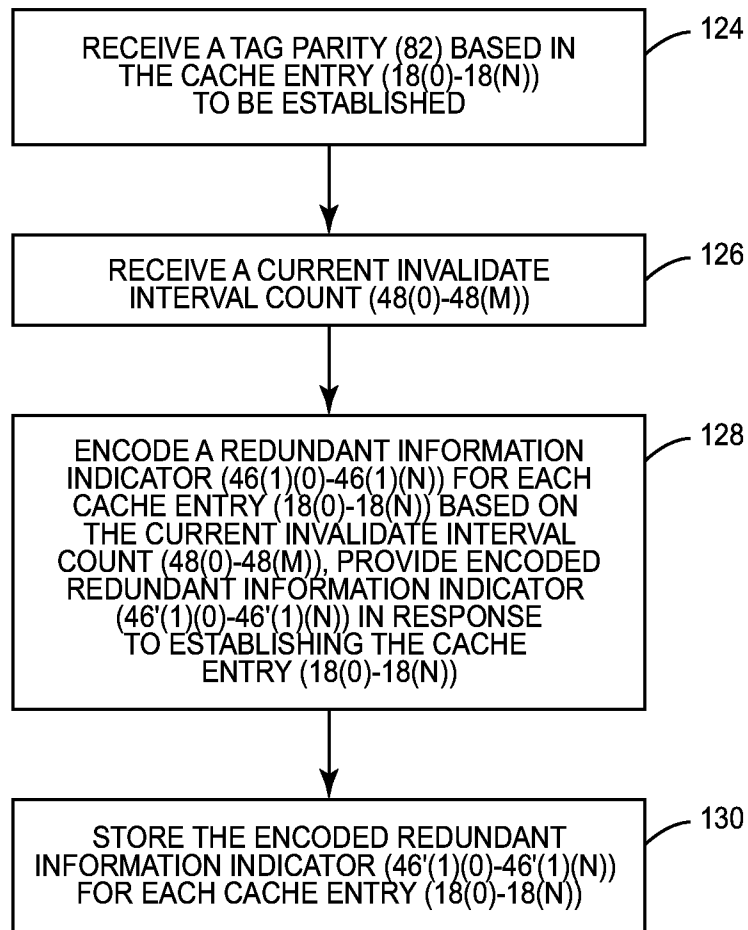 RECEIVE A TAG PARITY (82) BASED IN
THE CACHE ENTRY (18(0)-18(N))
TO BE ESTABLISHED
124
RECEIVE A CURRENT INVALIDATE
INTERVAL COUNT (48(0)-48(M))
126
ENCODE A REDUNDANT INFORMATION
INDICATOR (46(1)(0)-46(1)(N)) FOR EACH
CACHE ENTRY (18(0)-18(N)) BASED ON
THE CURRENT INVALIDATE INTERVAL
COUNT (48(0)-48(M)), PROVIDE ENCODED
REDUNDANT INFORMATION INDICATOR
(46'(1)(0)-46'(1)(N)) IN RESPONSE
TO ESTABLISHING THE CACHE
ENTRY (18(0)-18(N))
128
STORE THE ENCODED REDUNDANT
INFORMATION INDICATOR (46'(1)(0)-46'(1)(N))
FOR EACH CACHE ENTRY (18(0)-18(N))
130